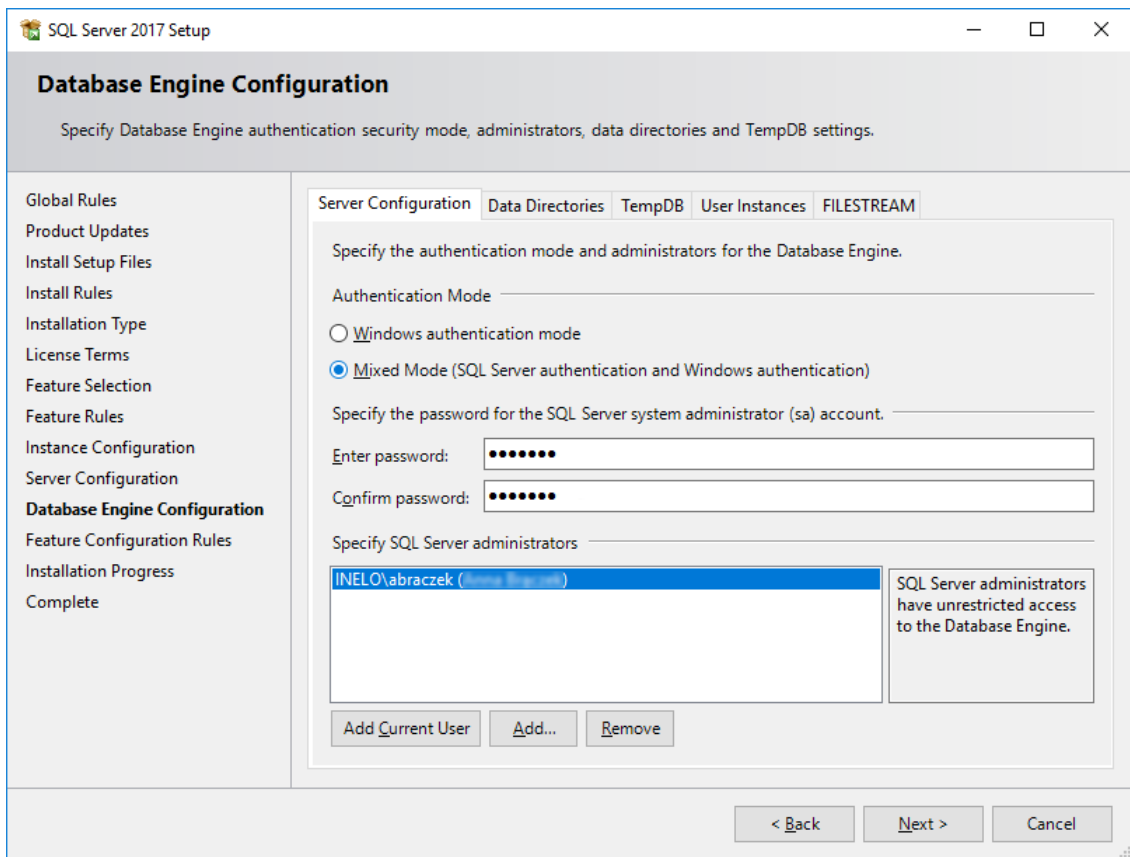 SQL Server 2017 Setup
Database Engine Configuration
Specify Database Engine authentication security mode, administrators, data directories and TempDB settings.
Global Rules
Product Updates
Install Setup Files
Install Rules
Installation Type
License Terms
Feature Selection
Feature Rules
Instance Configuration
Server Configuration
Database Engine Configuration
Feature Configuration Rules
Installation Progress
Complete
Server Configuration Data Directories TempDB User Instances FILESTREAM
Specify the authentication mode and administrators for the Database Engine.
Authentication Mode
Windows authentication mode
Mixed Mode (SQL Server authentication and Windows authentication)
Specify the password for the SQL Server system administrator (sa) account.
Enter password: •••••••
Confirm password: •••••••
Specify SQL Server administrators
INELO\abraczek ( )
SQL Server administrators
have unrestricted access
to the Database Engine.
Add Current User Add... Remove
< Back Next > Cancel